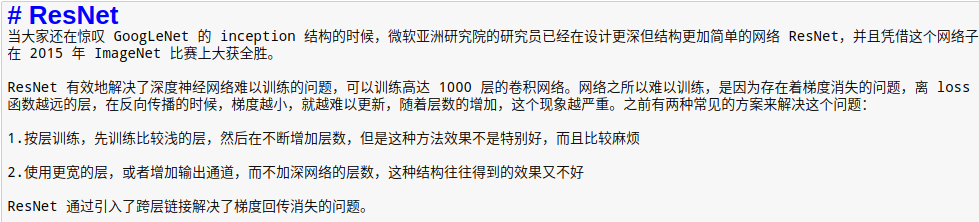 # ResNet
当大家还在惊叹 GoogLeNet 的 inception 结构的时候，微软亚洲研究院的研究员已经在设计更深但结构更加简单的网络 ResNet，并且凭借这个网络子
在 2015 年 ImageNet 比赛上大获全胜。
ResNet 有效地解决了深度神经网络难以训练的问题，可以训练高达 1000 层的卷积网络。网络之所以难以训练，是因为存在着梯度消失的问题，离 loss
函数越远的层，在反向传播的时候，梯度越小，就越难以更新，随着层数的增加，这个现象越严重。之前有两种常见的方案来解决这个问题：
1.按层训练，先训练比较浅的层，然后在不断增加层数，但是这种方法效果不是特别好，而且比较麻烦
2.使用更宽的层，或者增加输出通道，而不加深网络的层数，这种结构往往得到的效果又不好
ResNet 通过引入了跨层链接解决了梯度回传消失的问题。